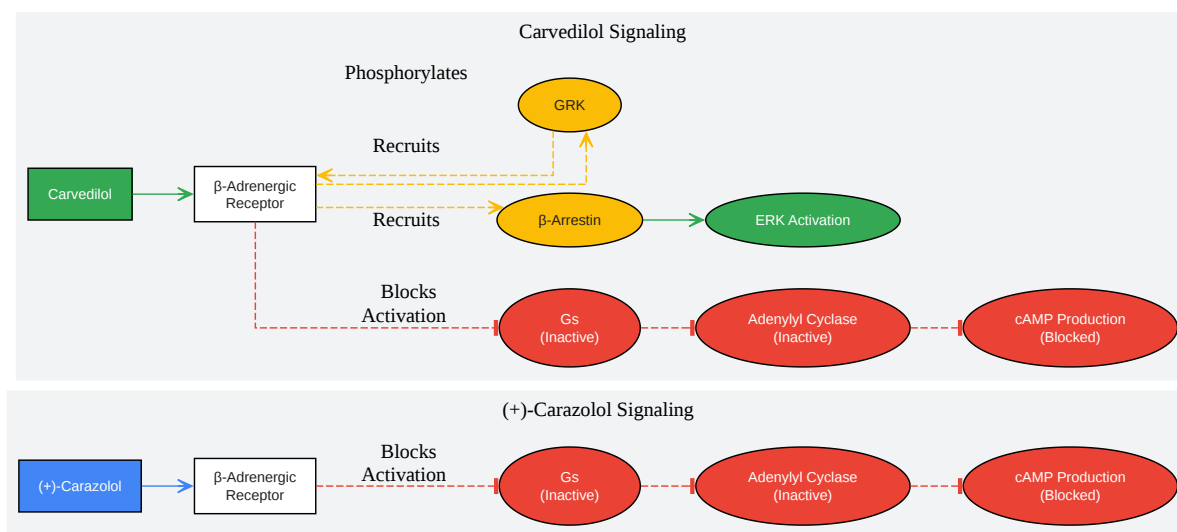 Carvedilol Signaling
Phosphorylates
GRK
Recruits
Carvedilol
β-Adrenergic
Receptor
Recruits
β-Arrestin
ERK Activation
Blocks
Activation
Gs
(Inactive)
Adenylyl Cyclase
(Inactive)
cAMP Production
(Blocked)
(+)-Carazolol Signaling
(+)-Carazolol
β-Adrenergic
Receptor
Blocks
Activation
Gs
(Inactive)
Adenylyl Cyclase
(Inactive)
cAMP Production
(Blocked)